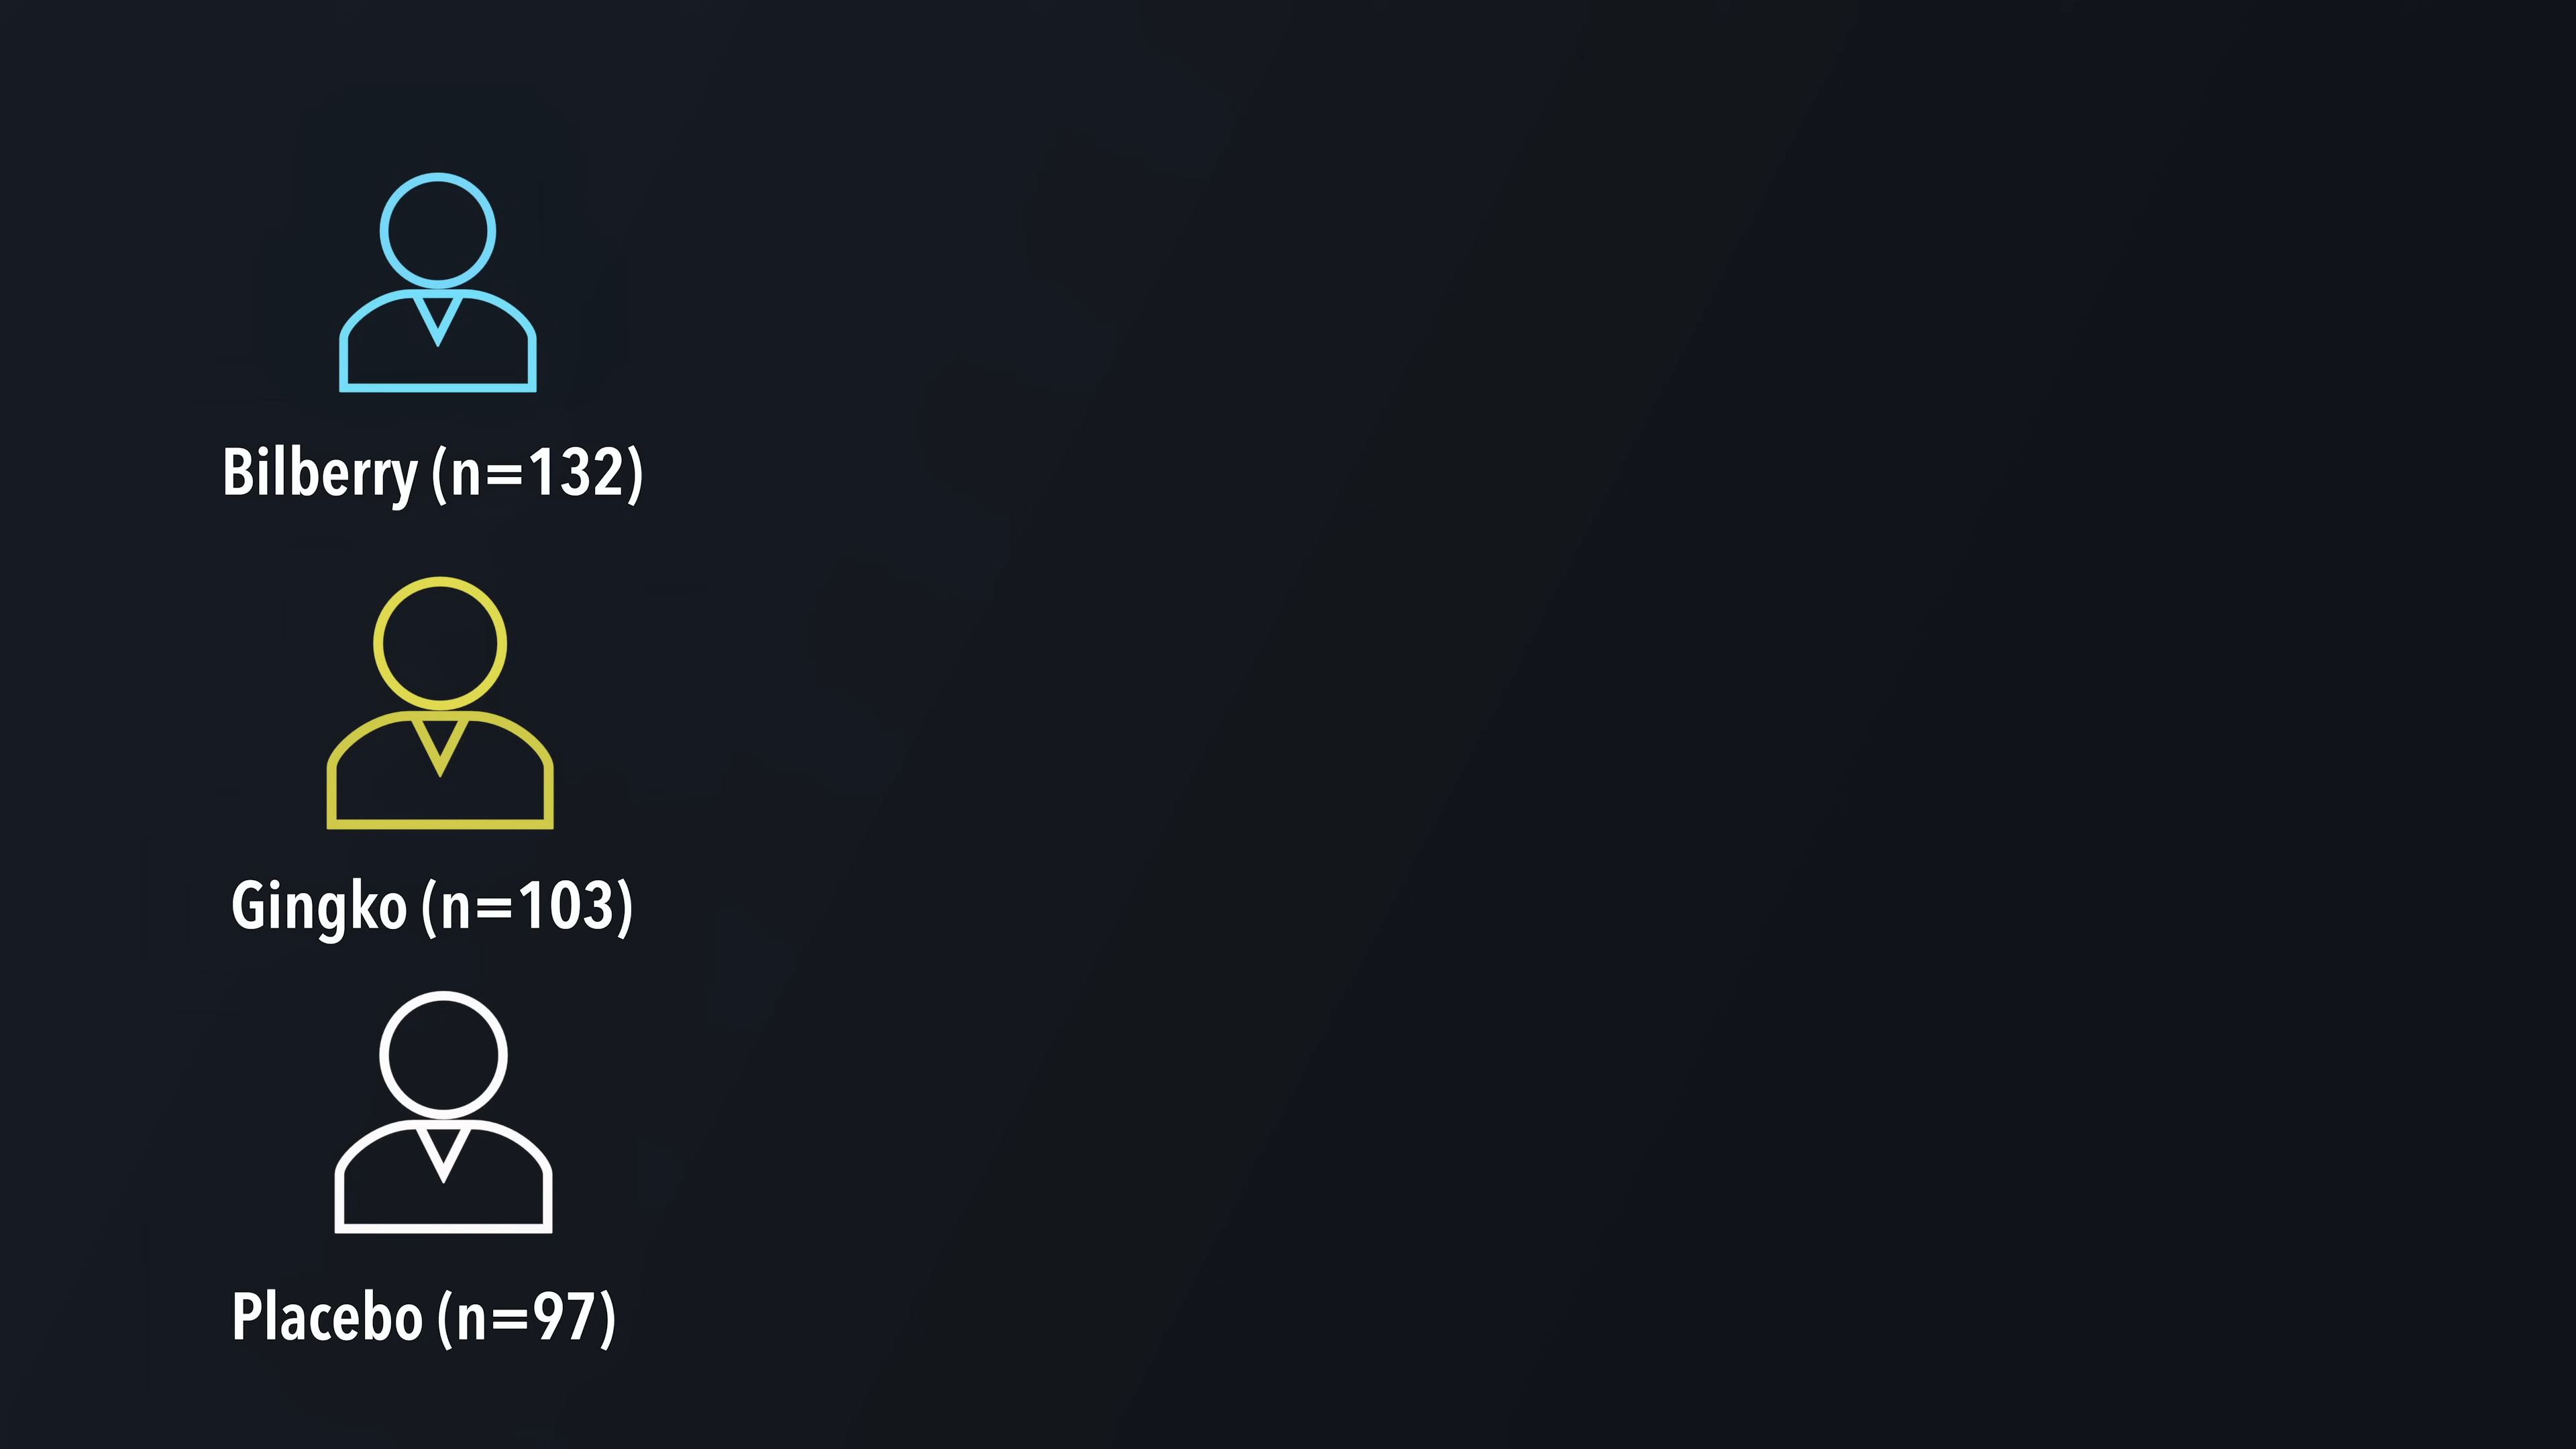 Bilberry (n=132)
Gingko (n=103)
Placebo (n=97)